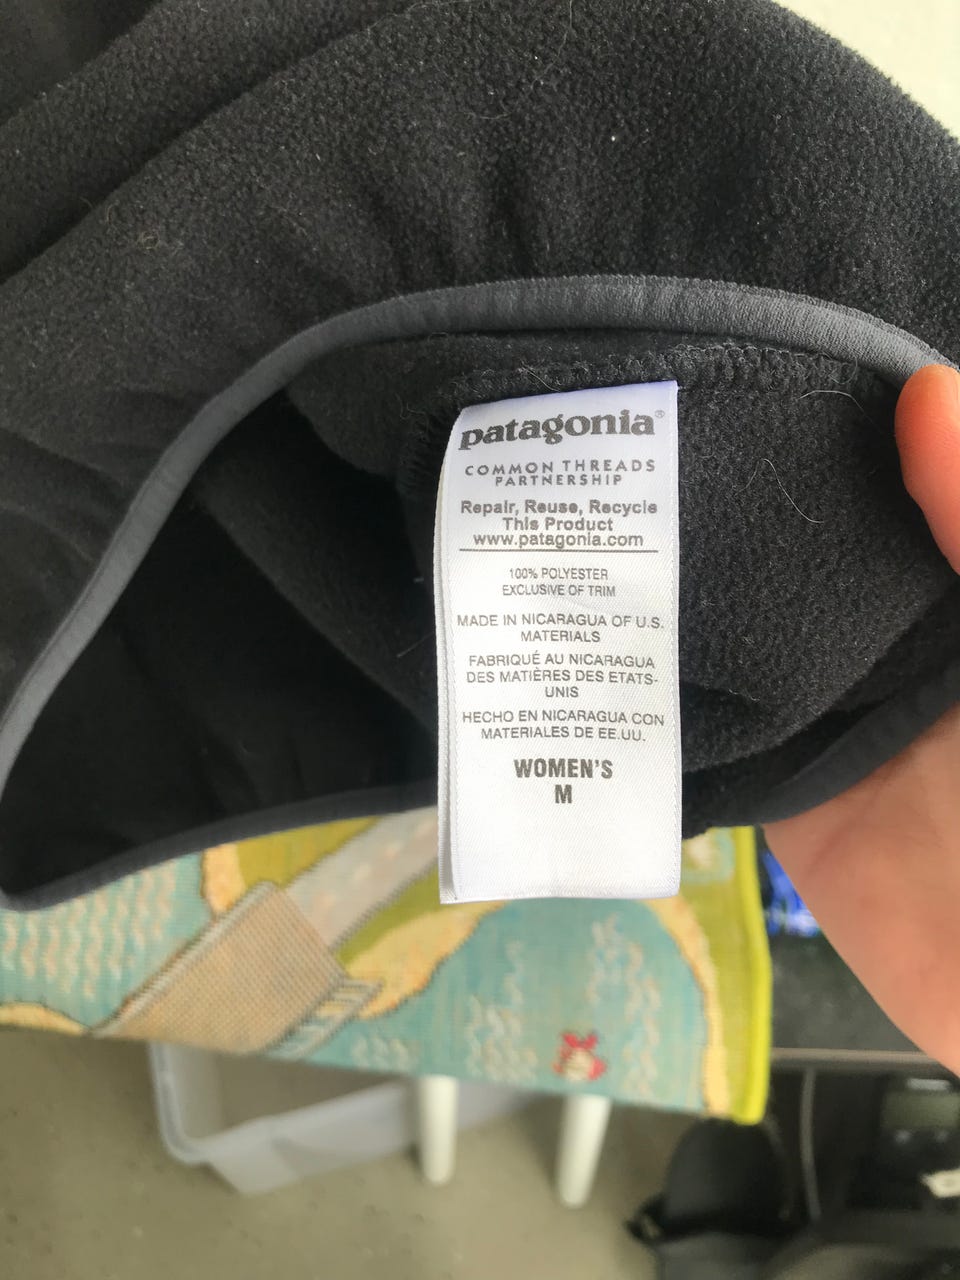 patagonia®
COMMON THREADS
PARTNERSHIP
Repair, Reuse, Recycle
This Product
www.patagonia.com
100% POLYESTER
EXCLUSIVE OF TRIM
MADE IN NICARAGUA OF U.S.
MATERIALS
FABRIQUÉ AU NICARAGUA
DES MATIÈRES DES ETATS-
UNIS
HECHO EN NICARAGUA CON
MATERIALES DE EE.UU.
WOMEN'S
M